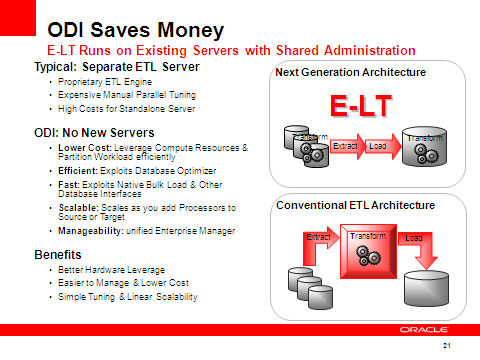 ODI Saves Money
E-LT Runs on Existing Servers with Shared Administration
Typical: Separate ETL Server
• Proprietary ETL Engine
• Expensive Manual Parallel Tuning
• High Costs for Standalone Server
ODI: No New Servers
• Lower Cost: Leverage Compute Resources &
Partition Workload efficiently
• Efficient: Exploits Database Optimizer
• Fast: Exploits Native Bulk Load & Other
Database Interfaces
• Scalable: Scales as you add Processors to
Source or Target
• Manageability: unified Enterprise Manager
Benefits
• Better Hardware Leverage
• Easier to Manage & Lower Cost
• Simple Tuning & Linear Scalability
Next Generation Architecture
E-LT
Transform
Extract
Load
Transform
Conventional ETL Architecture
Extract
Transform
Load
ORACLE
21